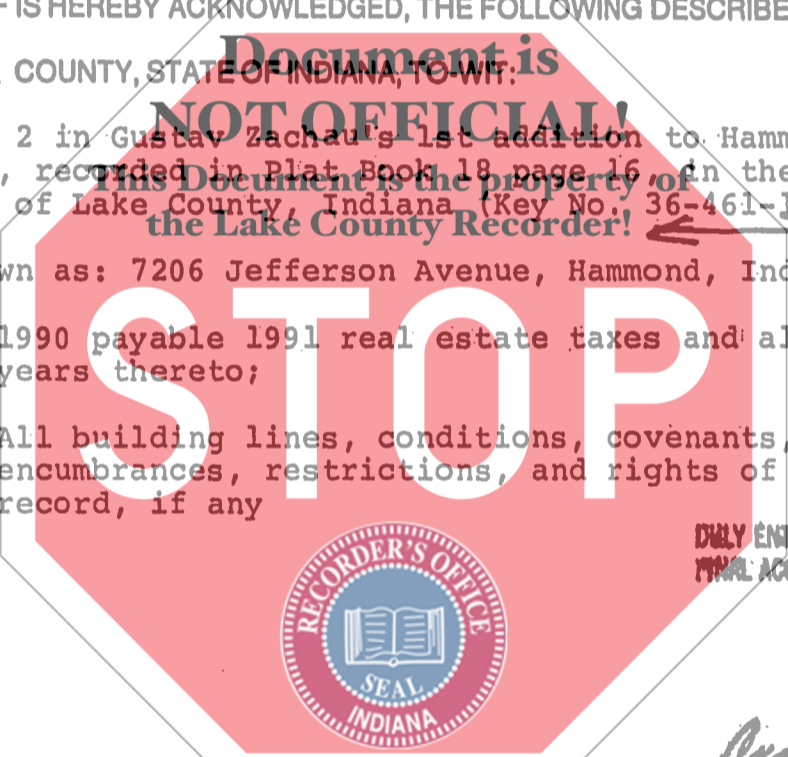 IS HEREBY ACKNOWLEDGED, THE FOLLOWING DESCRIBE
Document is
COUNTY, STATE OF INDIANA, TO-WIT:
NOT OFFICIAL!
2 in Gustav Zachau's 1st addition to Hamm
, recorded in Plat Book 18 page 16, in the
This Document is the property of
of Lake County, Indiana (Key No. 36-461-1
the Lake County Recorder!
wn as: 7206 Jefferson Avenue, Hammond, Ind
STOP
1990 payable 1991 real estate taxes and al
years thereto;
All building lines, conditions, covenants,
encumbrances, restrictions, and rights of
record, if any
DULY ENT
FINAL ACC
RECORDER'S OFFICE
SEAL
INDIANA